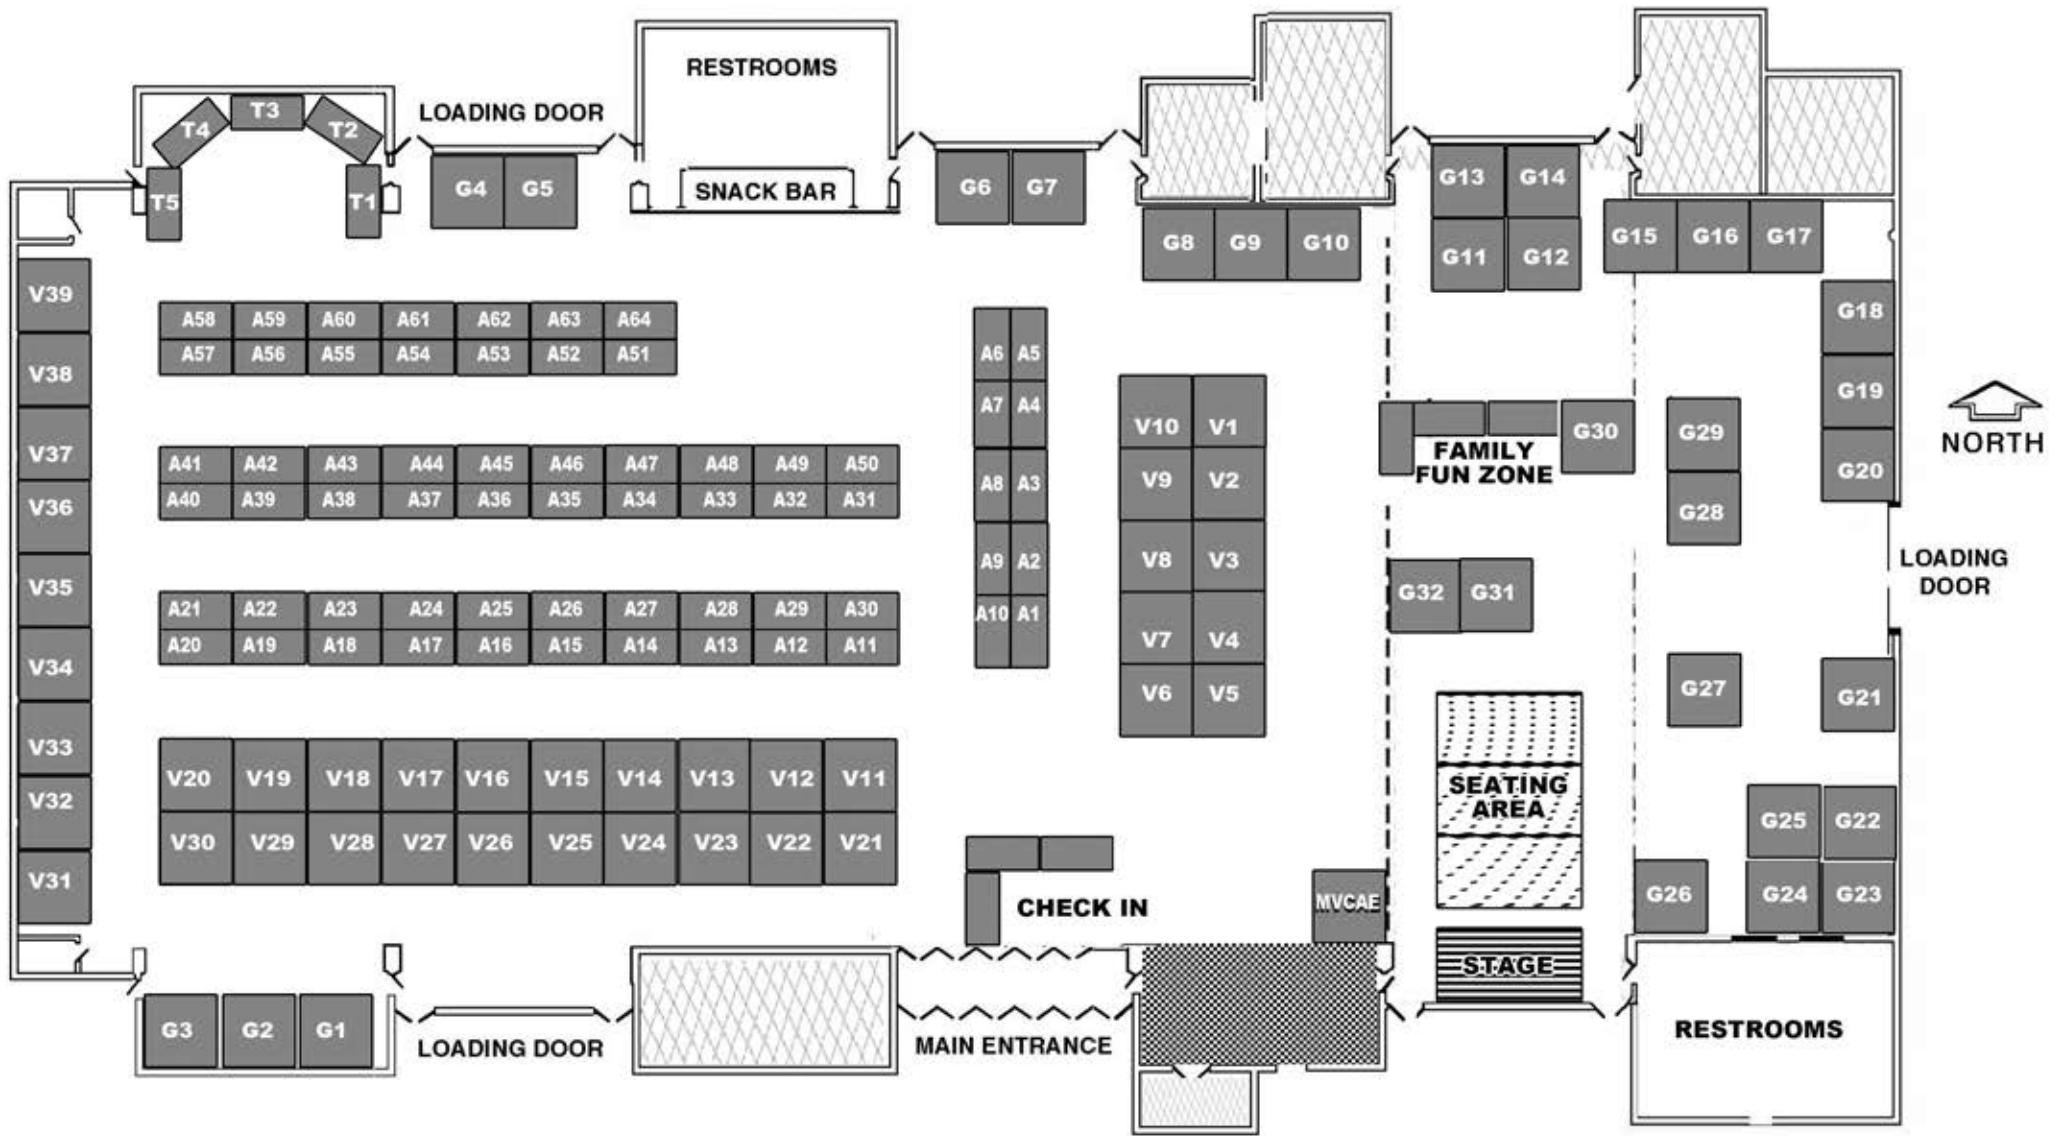 RESTROOMS
LOADING DOOR
SNACK BAR
T4
T3
T2
T5
T1
G4 G5
G6 G7
G8 G9 G10
G13 G14
G11 G12
G15 G16 G17
G18
G19
G20
V39
V38
V37
V36
V35
V34
V33
V32
V31
A58 A59 A60 A61 A62 A63 A64
A57 A56 A55 A54 A53 A52 A51
A41 A42 A43 A44 A45 A46 A47 A48 A49 A50
A40 A39 A38 A37 A36 A35 A34 A33 A32 A31
A21 A22 A23 A24 A25 A26 A27 A28 A29 A30
A20 A19 A18 A17 A16 A15 A14 A13 A12 A11
V20 V19 V18 V17 V16 V15 V14 V13 V12 V11
V30 V29 V28 V27 V26 V25 V24 V23 V22 V21
A6 A5
A7 A4
A8 A3
A9 A2
A10 A1
V10 V1
V9 V2
V8 V3
V7 V4
V6 V5
FAMILY
FUN ZONE
G30
G29
G28
G32 G31
NORTH
LOADING
DOOR
G27
G21
SEATING
AREA
G25 G22
G24 G23
G26
STAGE
MVCAE
CHECK IN
G3 G2 G1
LOADING DOOR
MAIN ENTRANCE
RESTROOMS